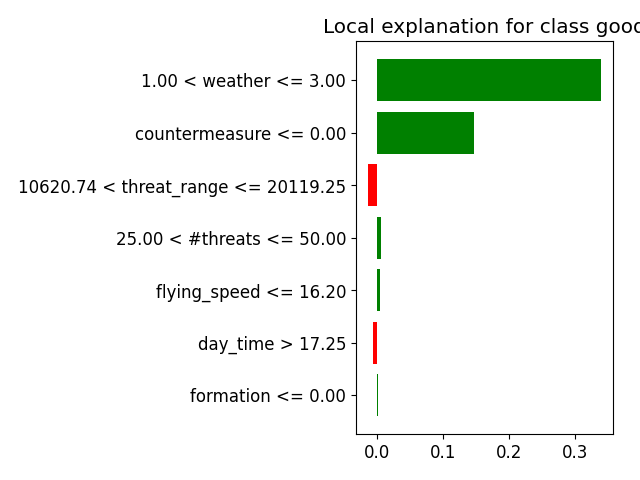 Local explanation for class good
1.00 < weather <= 3.00
countermeasure <= 0.00
10620.74 < threat_range <= 20119.25
25.00 < #threats <= 50.00
flying_speed <= 16.20
day_time > 17.25
formation <= 0.00
0.0 0.1 0.2 0.3